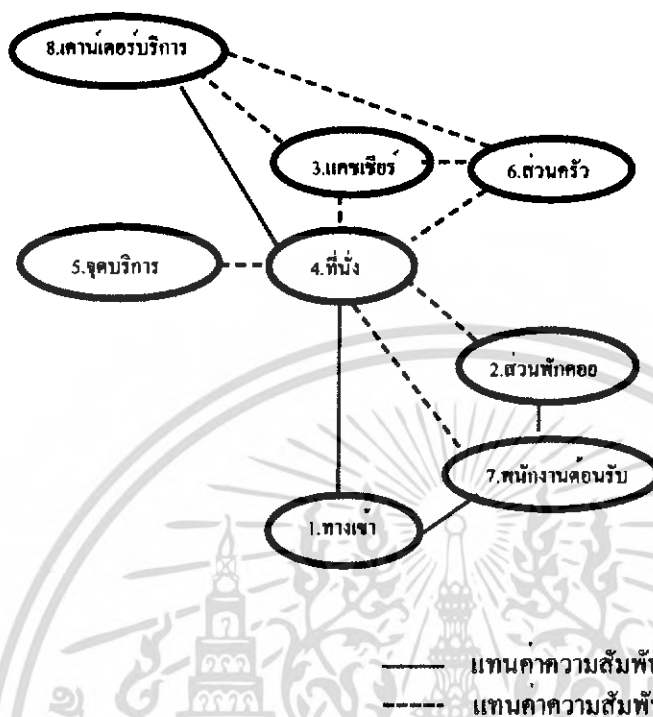 8.เคาน์เตอร์บริการ
3.แคชเชียร์
6.ส่วนครัว
5.จุดบริการ
4.ที่นั่ง
2.ส่วนพักคอย
7.พนักงานต้อนรับ
1.ทางเข้า
แทนค่าความสัมพัน
แทนค่าความสัมพัน